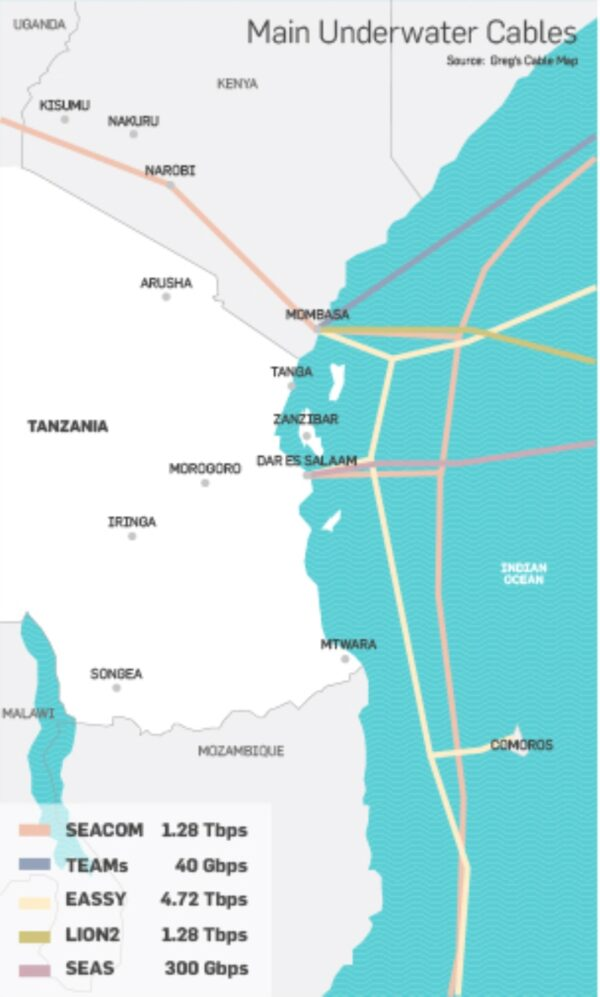 UGANDA
Main Underwater Cables
Source: Greg's Cable Map
KENYA
KISUMU
NAKURU
NAROBI
ARUSHA
MOMBASA
TANGA
ZANZIBAR
TANZANIA
DAR ES SALAAM
MOROGORO
IRINGA
INDIAN
OCEAN
MTWARA
SONGEA
MALAWI
COMOROS
MOZAMBIQUE
SEACOM 1.28 Tbps
TEAMs 40 Gbps
EASSY 4.72 Tbps
LION2 1.28 Tbps
SEAS 300 Gbps